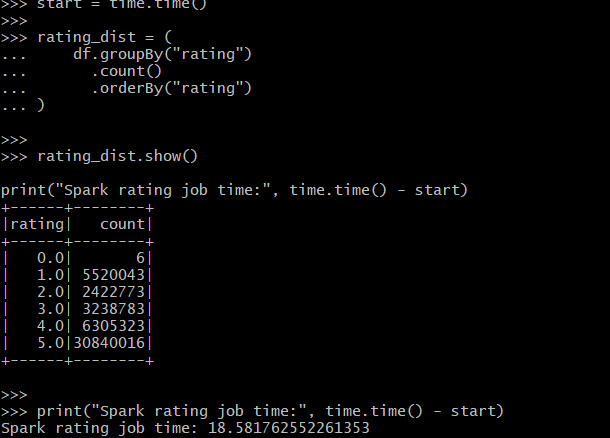 >>> start = time.time()
>>>
>>> rating_dist = (
...     df.groupBy("rating")
...       .count()
...       .orderBy("rating")
... )
>>>
>>> rating_dist.show()
print("Spark rating job time:", time.time() - start)
+------+--------+
|rating|   count|
+------+--------+
|   0.0|       6|
|   1.0| 5520043|
|   2.0| 2422773|
|   3.0| 3238783|
|   4.0| 6305323|
|   5.0|30840016|
+------+--------+
>>>
>>> print("Spark rating job time:", time.time() - start)
Spark rating job time: 18.581762552261353